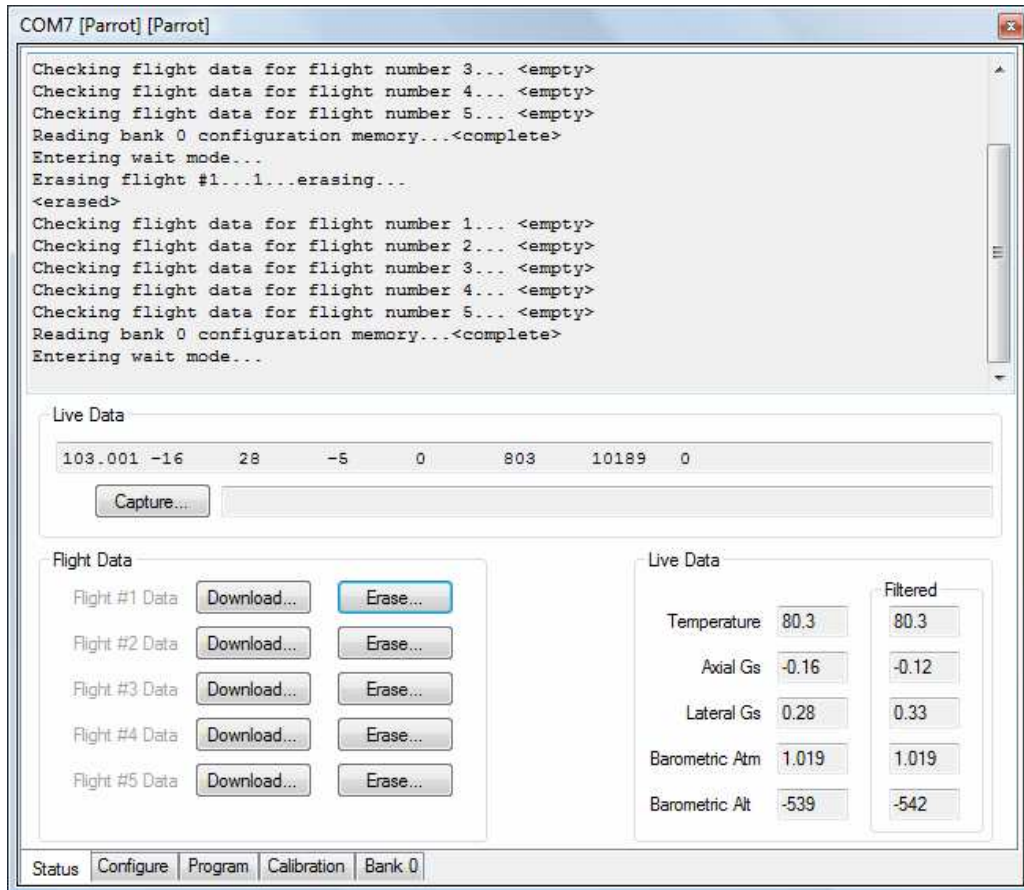 COM7 [Parrot] [Parrot]
Checking flight data for flight number 3... <empty>
Checking flight data for flight number 4... <empty>
Checking flight data for flight number 5... <empty>
Reading bank 0 configuration memory...<complete>
Entering wait mode...
Erasing flight #1...1...erasing...
<erased>
Checking flight data for flight number 1... <empty>
Checking flight data for flight number 2... <empty>
Checking flight data for flight number 3... <empty>
Checking flight data for flight number 4... <empty>
Checking flight data for flight number 5... <empty>
Reading bank 0 configuration memory...<complete>
Entering wait mode...
Live Data
103.001 -16 28 -5 0 803 10189 0
Capture...
Flight Data
Flight #1 Data Download... Erase...
Flight #2 Data Download... Erase...
Flight #3 Data Download... Erase...
Flight #4 Data Download... Erase...
Flight #5 Data Download... Erase...
Live Data
Filtered
Temperature 80.3 80.3
Axial Gs -0.16 -0.12
Lateral Gs 0.28 0.33
Barometric Atm 1.019 1.019
Barometric Alt -539 -542
Status Configure Program Calibration Bank 0